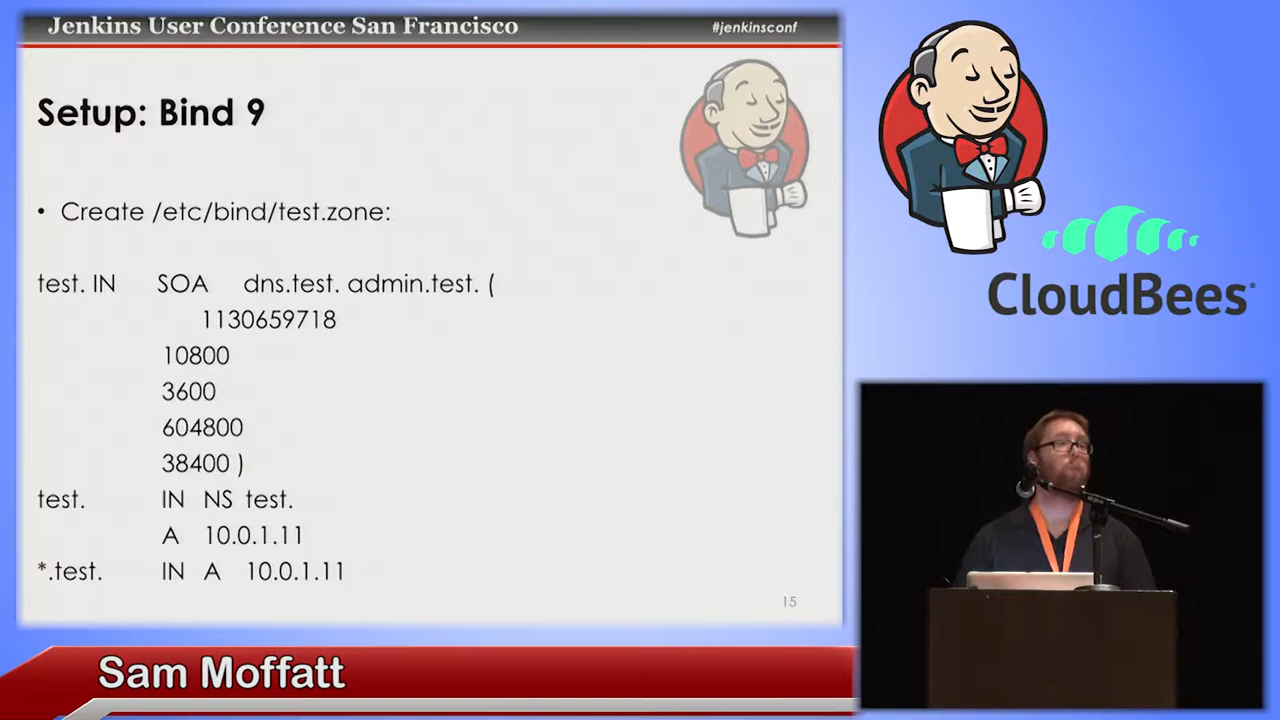 Jenkins User Conference San Francisco
#jenkinsconf
Setup: Bind 9
• Create /etc/bind/test.zone:
test. IN SOA dns.test. admin.test. (
1130659718
10800
3600
604800
38400 )
test. IN NS test.
A 10.0.1.11
*.test. IN A 10.0.1.11
15
CloudBees
Sam Moffatt